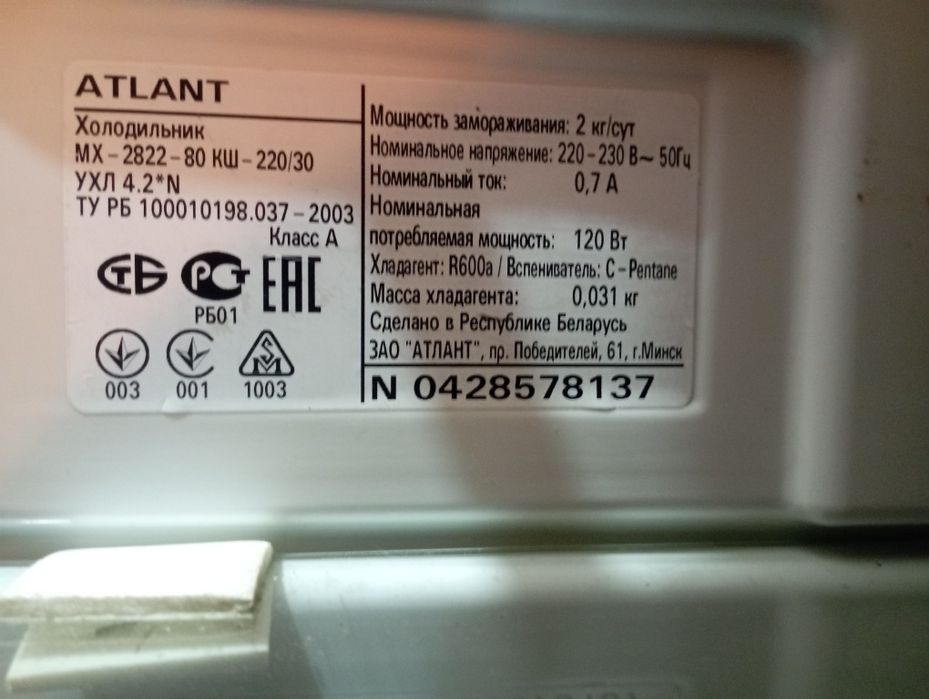 ATLANT
Холодильник
МХ – 2822 – 80 КШ – 220/30
УХЛ 4.2*N
ТУ РБ 100010198.037 – 2003
Класс А
СТБ
РСТ
ЕАС
РБ01
003
001
1003
Мощность замораживания: 2 кг/сут
Номинальное напряжение: 220 – 230 В~ 50Гц
Номинальный ток: 0,7 А
Номинальная
потребляемая мощность: 120 Вт
Хладагент: R600a / Вспениватель: C – Pentane
Масса хладагента: 0,031 кг
Сделано в Республике Беларусь
ЗАО "АТЛАНТ", пр. Победителей, 61, г.Минск
N 0428578137